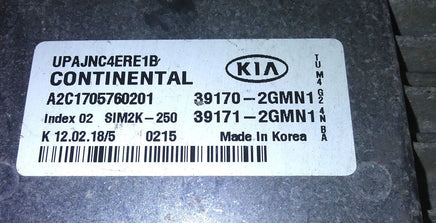 UPAJNC4ERE1B
CONTINENTAL
KIA
A2C1705760201 39170-2GMN1
Index 02 SIM2K-250 39171-2GMN1
K 12.02.18/5 0215 Made in Korea
TUM4G24NBA